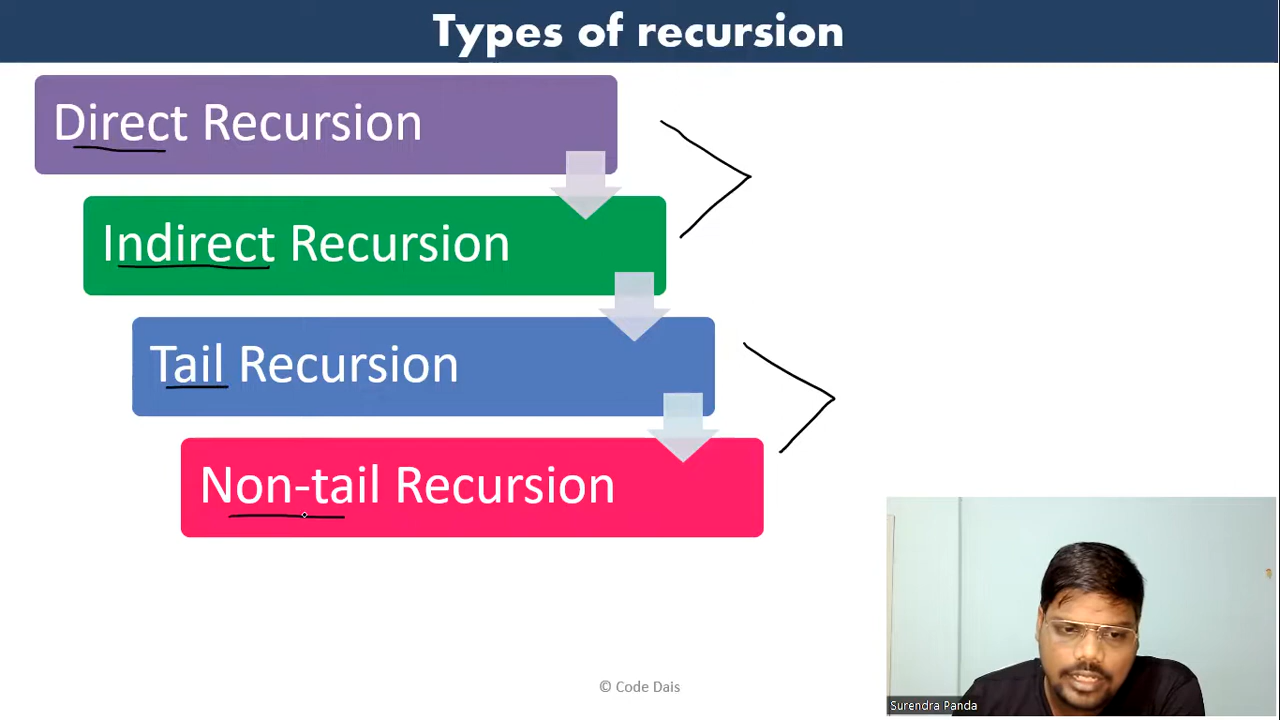 Types of recursion
Direct Recursion
Indirect Recursion
Tail Recursion
Non-tail Recursion
© Code Dais
Surendra Panda